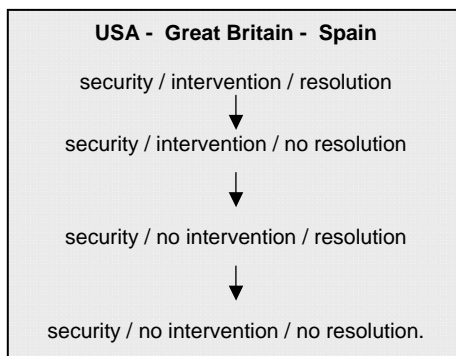 USA - Great Britain - Spain
security / intervention / resolution
security / intervention / no resolution
security / no intervention / resolution
security / no intervention / no resolution.